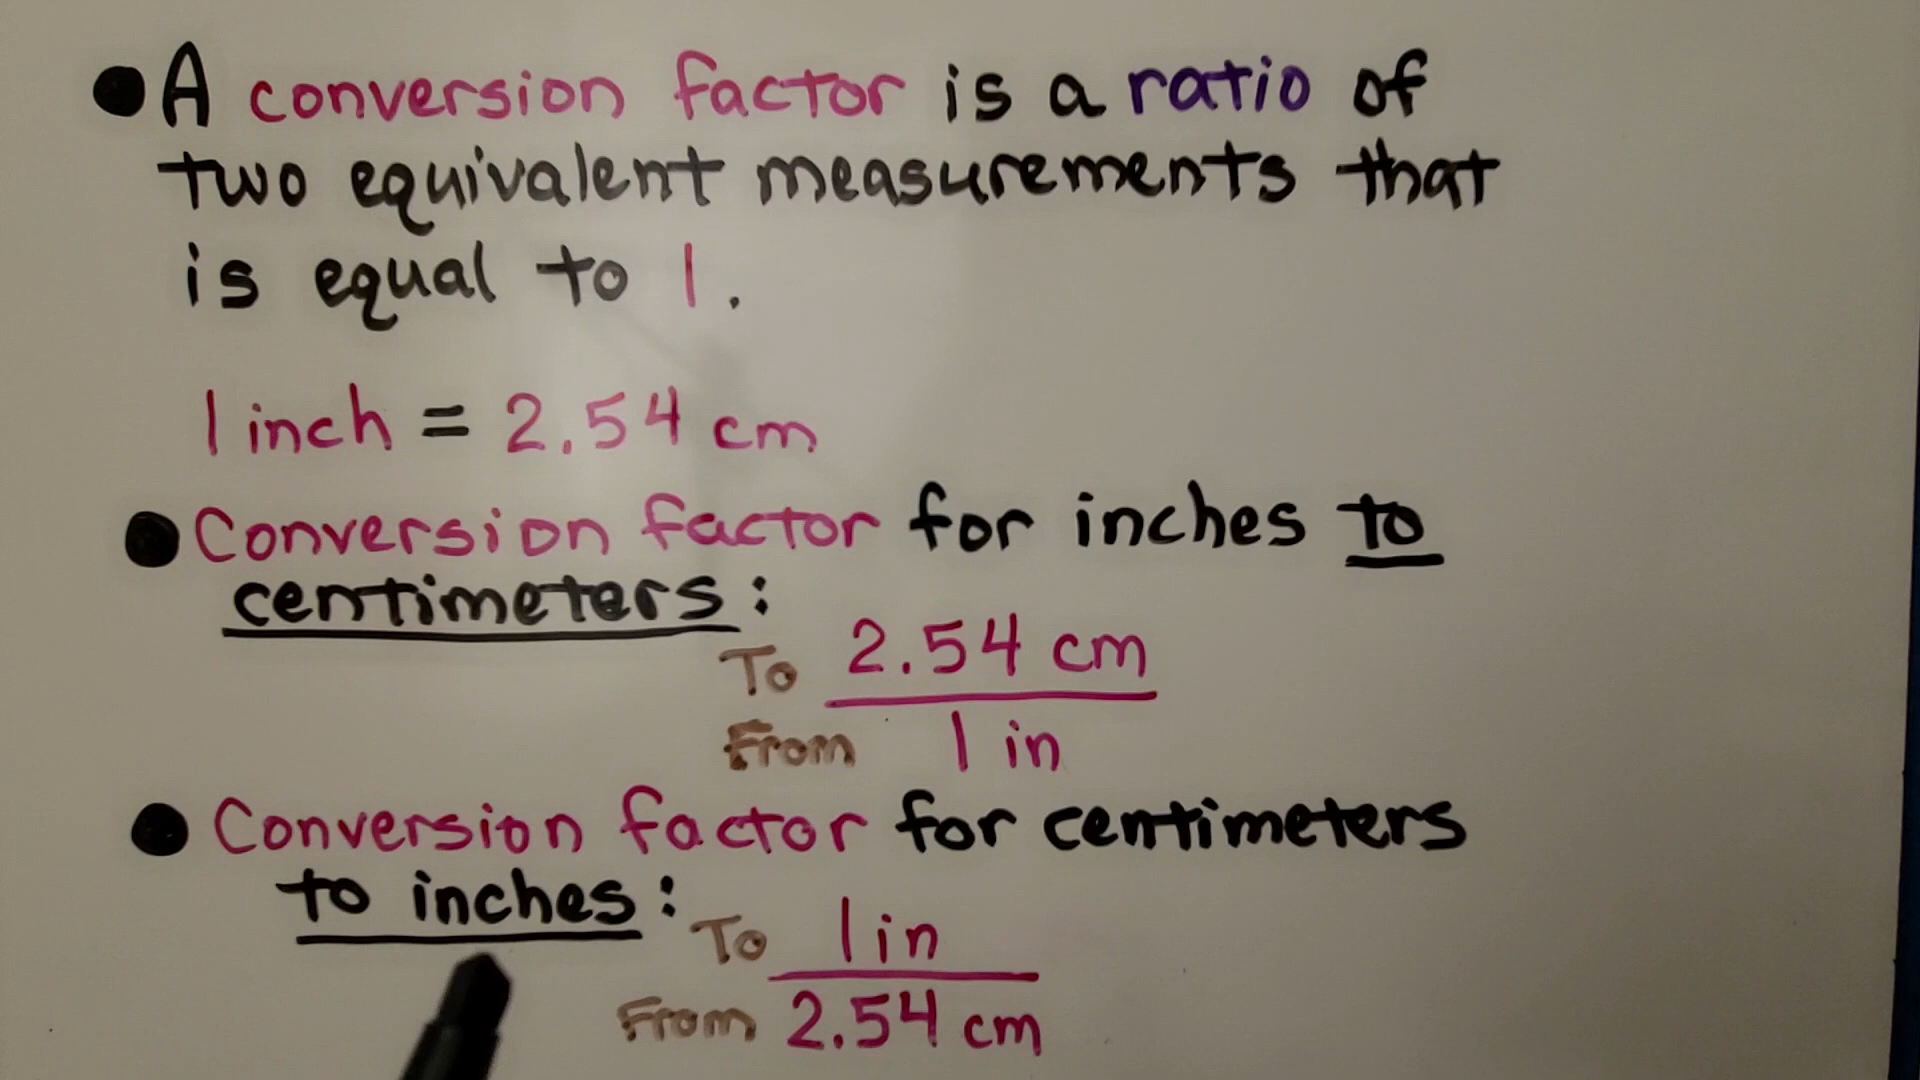 ● A conversion factor is a ratio of
two equivalent measurements that
is equal to 1.
1 inch = 2.54 cm
● Conversion factor for inches to
centimeters:
To 2.54 cm
From 1 in
● Conversion factor for centimeters
to inches:
To 1 in
From 2.54 cm